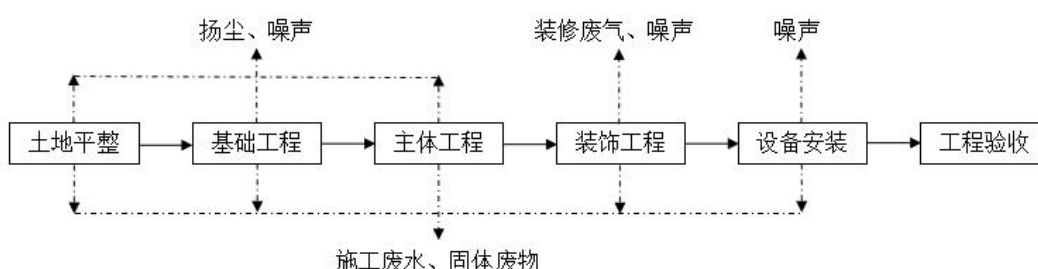 扬尘、噪声 装修废气、噪声 噪声
土地平整 基础工程 主体工程 装饰工程 设备安装 工程验收
施工废水、固体废物